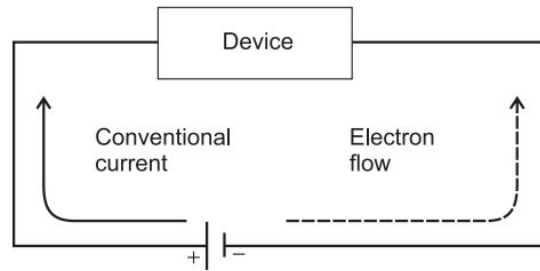 Device
Conventional
current
Electron
flow
+ −